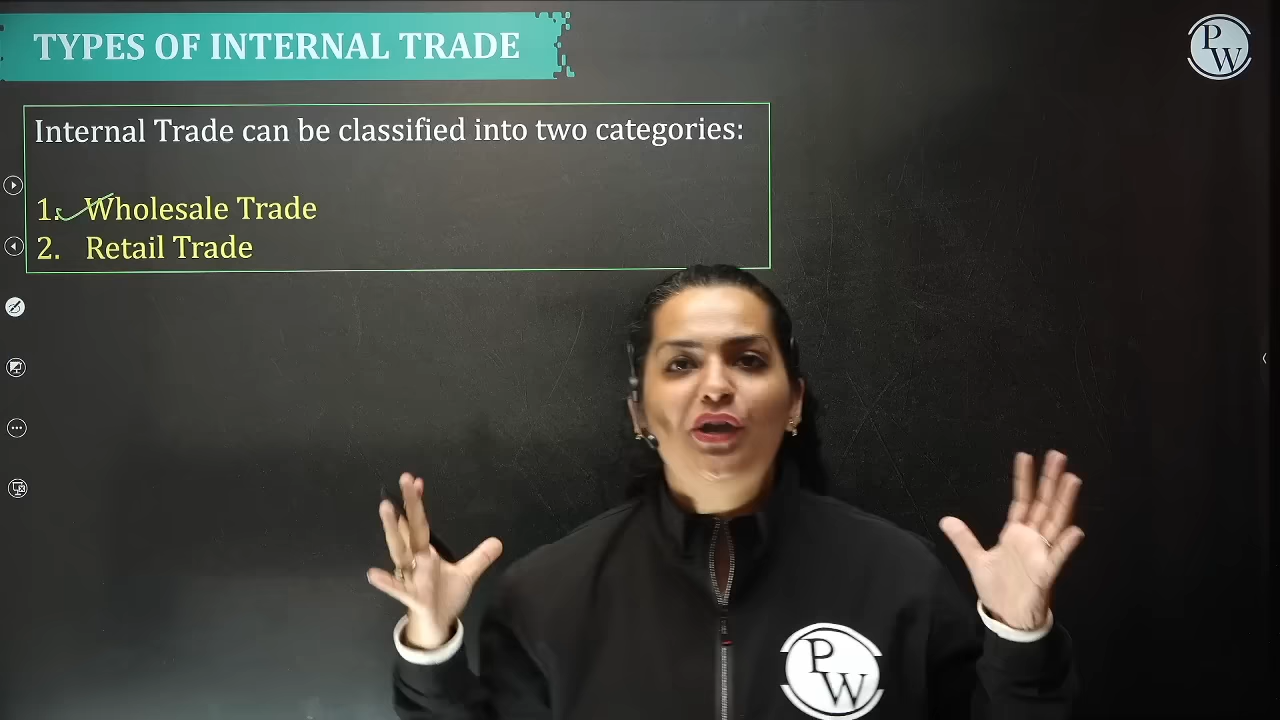 TYPES OF INTERNAL TRADE
PW
Internal Trade can be classified into two categories:
1. Wholesale Trade
2. Retail Trade
PW